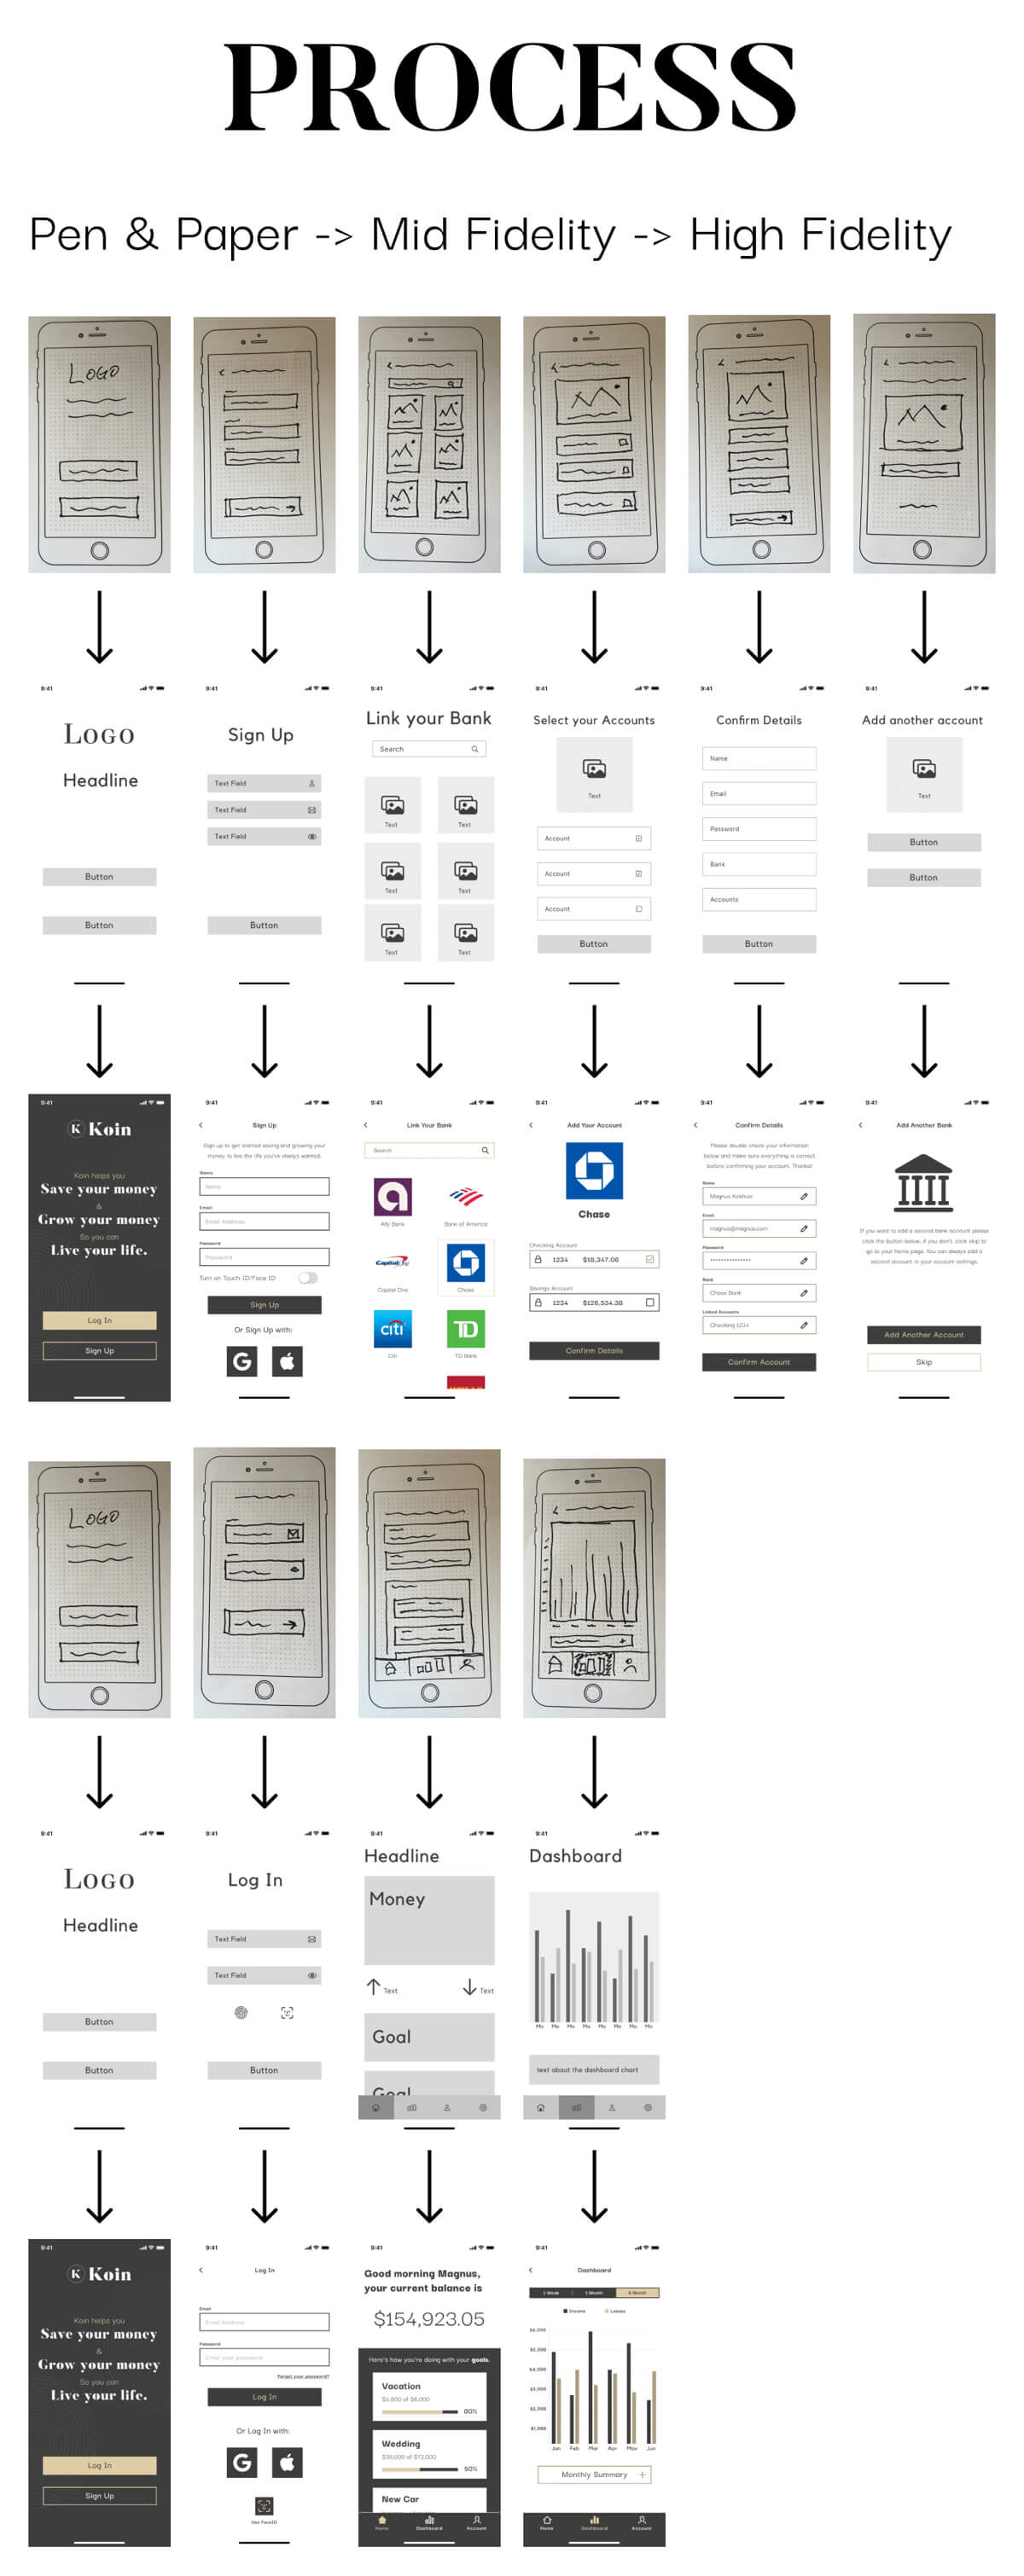 PROCESS
Pen & Paper -> Mid Fidelity -> High Fidelity
LOGO
9:41
9:41
9:41
9:41
9:41
9:41
LOGO
Headline
Button
Button
Sign Up
Text Field
Text Field
Text Field
Button
Link your Bank
Search
Text
Text
Text
Text
Text
Text
Select your Accounts
Text
Account
Account
Account
Button
Confirm Details
Name
Email
Password
Bank
Accounts
Button
Add another account
Text
Button
Button
9:41
K Koin
Koin helps you
Save your money
&
Grow your money
So you can
Live your life.
Log In
Sign Up
9:41
Sign Up
Sign up to get started saving and growing your
money to live the life you've always wanted.
Name
Name
Email
Email Address
Password
Password
Turn on Touch ID/Face ID
Sign Up
Or Sign Up with:
G
9:41
Link Your Bank
Search
a
Ally Bank
Bank of America
Capital One
Capital One
Chase
citi
Citi
TD
TD Bank
9:41
Add Your Account
Chase
Checking Account
1234 $18,347.06
Savings Account
1234 $126,534.38
Confirm Details
9:41
Confirm Details
Please double check your information
below and make sure everything is correct
before confirming your account. Thanks!
Name
Email
magnus@magnus.com
Password
***************
Bank
Chase Bank
Linked Accounts
Checking 1234
Confirm Account
9:41
Add Another Bank
If you want to add a second bank account please
click the button below, if you don't, click skip to
go to your home page. You can always add a
second account in your account settings.
Add Another Account
Skip
LOGO
9:41
LOGO
Headline
Button
Button
9:41
Log In
Text Field
Text Field
Button
9:41
Headline
Money
Text
Text
Goal
Goal
9:41
Dashboard
Mo Mo Mo Mo Mo Mo Mo Mo
text about the dashboard chart
9:41
K Koin
Koin helps you
Save your money
&
Grow your money
So you can
Live your life.
Log In
Sign Up
9:41
Log In
Email
Email Address
Password
Enter your password
Forgot your password?
Log In
Or Log In with:
G
Use FaceID
9:41
Good morning Magnus,
your current balance is
$154,923.05
Here's how you're doing with your goals.
Vacation
$4,800 of $6,000
80%
Wedding
$36,000 of $72,000
50%
New Car
Home
Dashboard
Account
9:41
Dashboard
1 Month
6 Month
Income
Losses
$6,000
$5,000
$4,000
$3,000
$2,000
$1,000
Jan Feb Mar Apr May Jun
Monthly Summary +
Home
Dashboard
Account